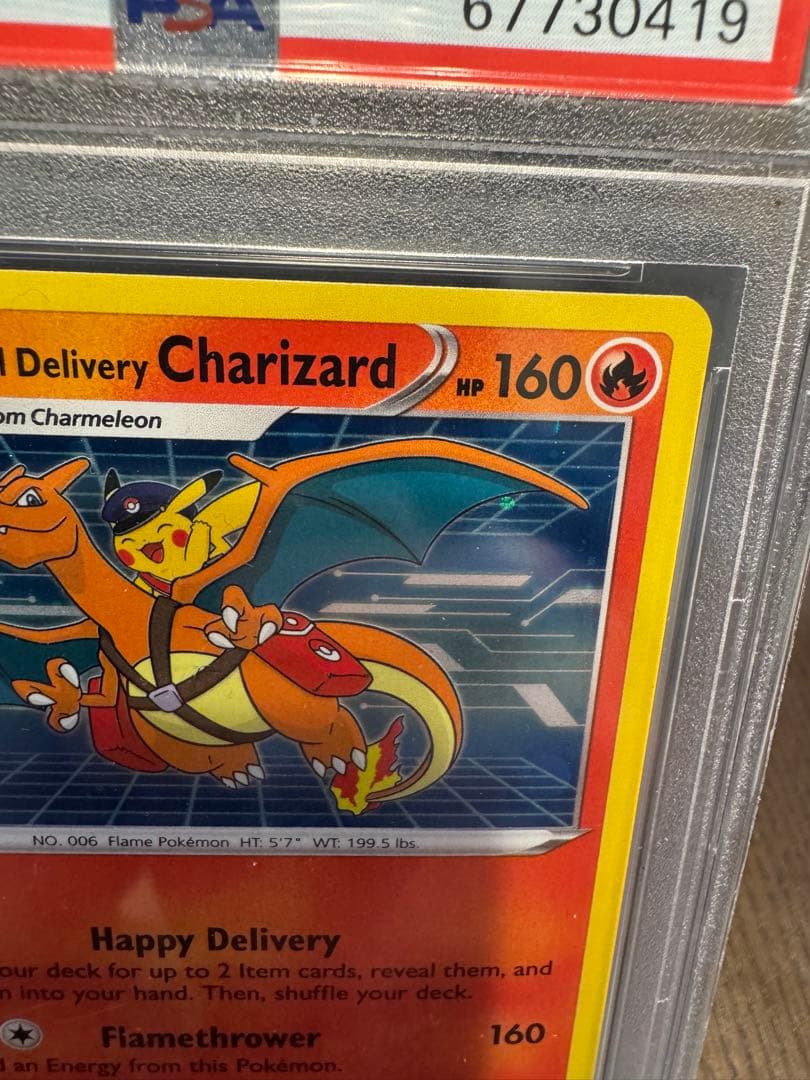 PSA
67730419
Delivery Charizard HP 160
om Charmeleon
NO. 006 Flame Pokémon HT: 5'7" WT: 199.5 lbs.
Happy Delivery
our deck for up to 2 Item cards, reveal them, and
n into your hand. Then, shuffle your deck.
Flamethrower 160
d an Energy from this Pokémon.